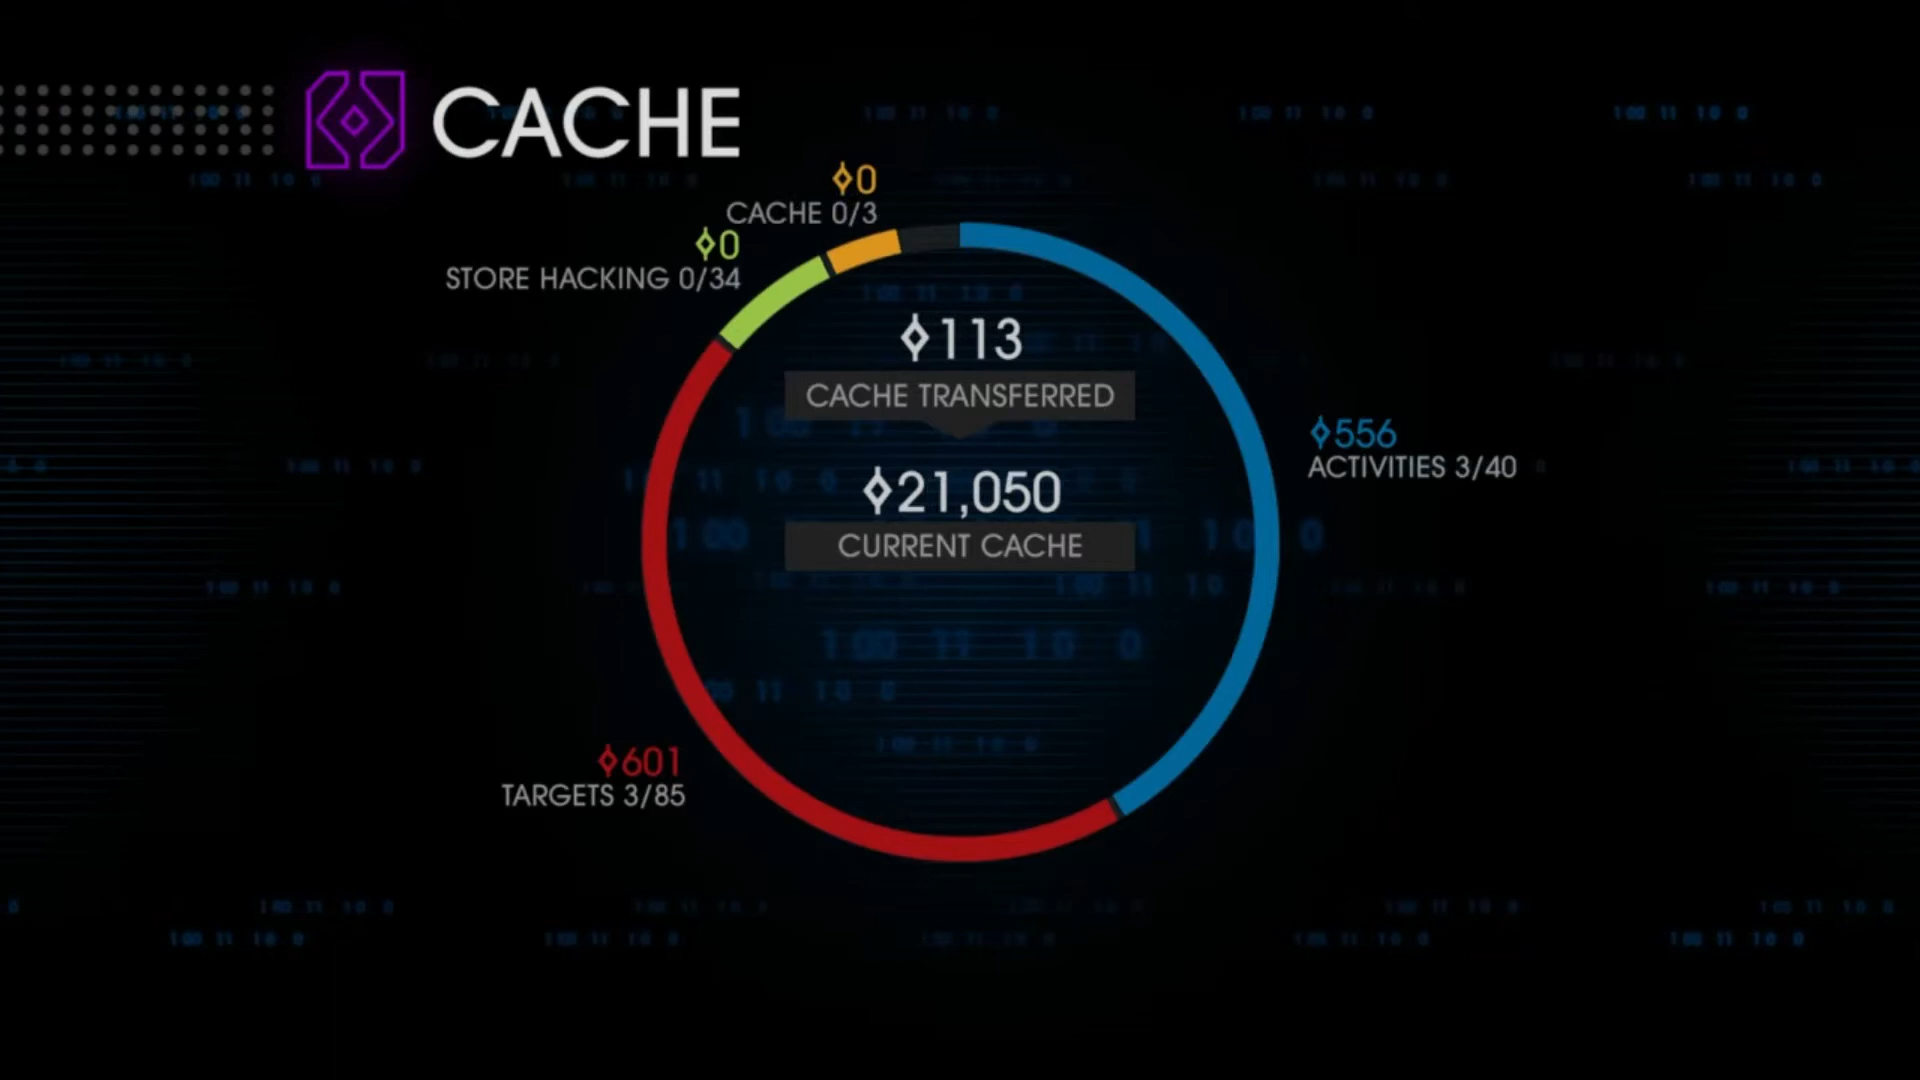 CACHE
0
CACHE 0/3
0
STORE HACKING 0/34
113
CACHE TRANSFERRED
21,050
CURRENT CACHE
556
ACTIVITIES 3/40
601
TARGETS 3/85